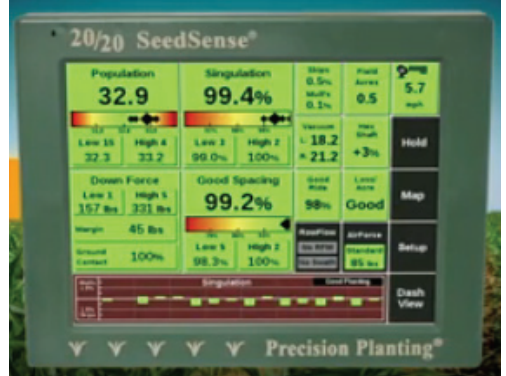 20/20 SeedSense®
Population
32.9
Low 15
High 4
32.3
33.2
Singulation
99.4%
Low 3
High 2
99.0%
100%
Skips
0.5%
Mult's
0.1%
Field
Acres
0.5
5.7
mph
Vacuum
L 18.2
R 21.2
+3%
Hold
Down Force
Low 1
High 5
157 lbs
331 lbs
Margin
45 lbs
Ground
Contact
100%
Good Spacing
99.2%
Low 5
High 2
98.3%
100%
Good
Ride
98%
Loss/
Acre
Good
Map
RowFlow
AirForce
Standard
85 lbs
Setup
Singulation
Good Planting
Dash
View
Precision Planting®